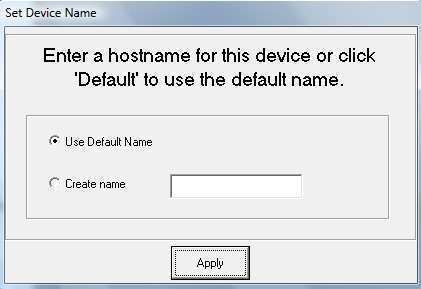 Set Device Name
Enter a hostname for this device or click
'Default' to use the default name.
Use Default Name
Create name
Apply